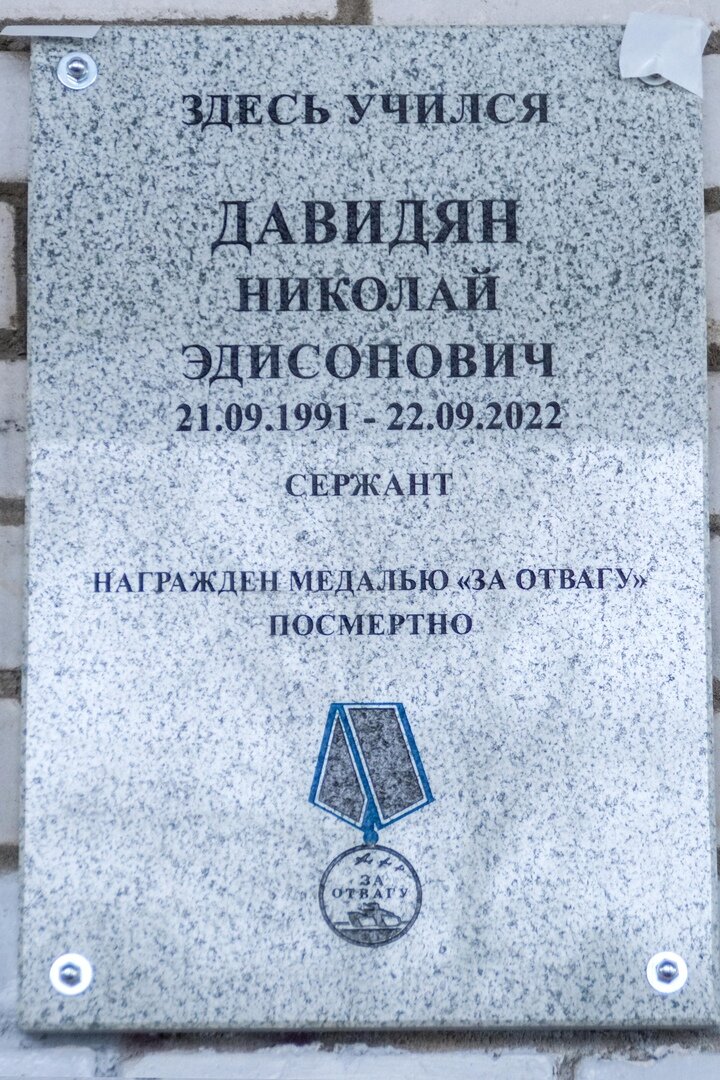 ЗДЕСЬ УЧИЛСЯ
ДАВИДЯН
НИКОЛАЙ
ЭДИСОНОВИЧ
21.09.1991 - 22.09.2022
СЕРЖАНТ
НАГРАЖДЕН МЕДАЛЬЮ «ЗА ОТВАГУ»
ПОСМЕРТНО
ЗА
ОТВАГУ